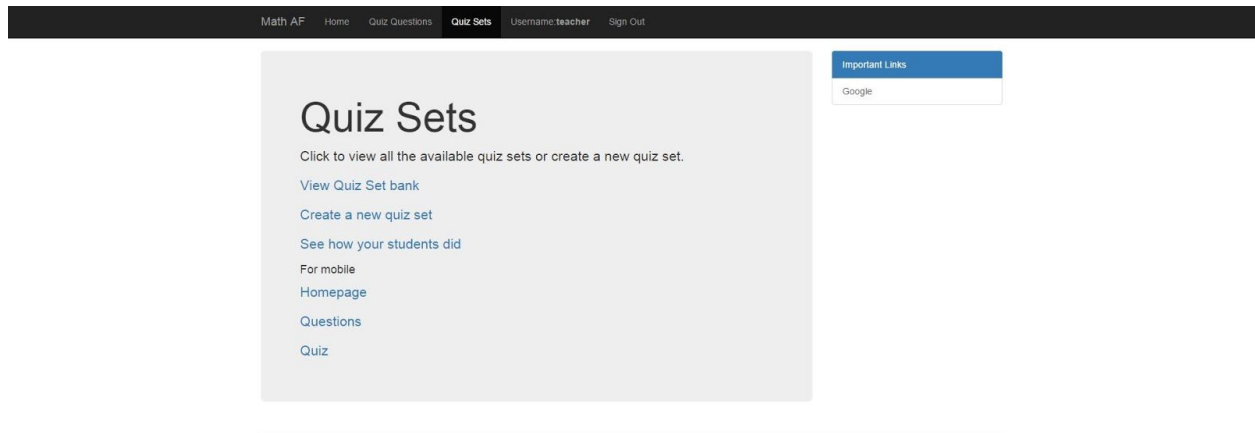 Math AF Home Quiz Questions Quiz Sets Username:teacher Sign Out
Quiz Sets
Click to view all the available quiz sets or create a new quiz set.
View Quiz Set bank
Create a new quiz set
See how your students did
For mobile
Homepage
Questions
Quiz
Important Links
Google